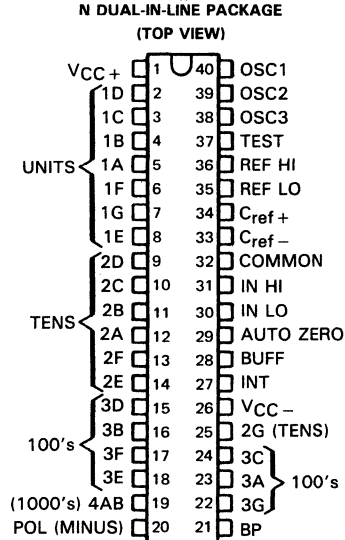 N DUAL-IN-LINE PACKAGE
(TOP VIEW)
VCC+ 1 40 OSC1
1D 2 39 OSC2
1C 3 38 OSC3
1B 4 37 TEST
UNITS 1A 5 36 REF HI
1F 6 35 REF LO
1G 7 34 Cref+
1E 8 33 Cref−
2D 9 32 COMMON
2C 10 31 IN HI
2B 11 30 IN LO
TENS 2A 12 29 AUTO ZERO
2F 13 28 BUFF
2E 14 27 INT
3D 15 26 VCC−
3B 16 25 2G (TENS)
100's 3F 17 24 3C
3E 18 23 3A 100's
(1000's) 4AB 19 22 3G
POL (MINUS) 20 21 BP